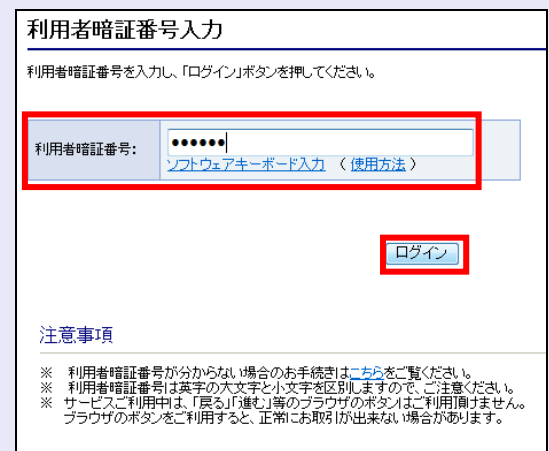 利用者暗証番号入力
利用者暗証番号を入力し、「ログイン」ボタンを押してください。
利用者暗証番号: ••••••
ソフトウェアキーボード入力 （使用方法）
ログイン
注意事項
※ 利用者暗証番号が分からない場合のお手続きはこちらをご覧ください。
※ 利用者暗証番号は英字の大文字と小文字を区別しますので、ご注意ください。
※ サービスご利用中は、「戻る」「進む」等のブラウザのボタンはご利用頂けません。
ブラウザのボタンをご利用すると、正常にお取引が出来ない場合があります。